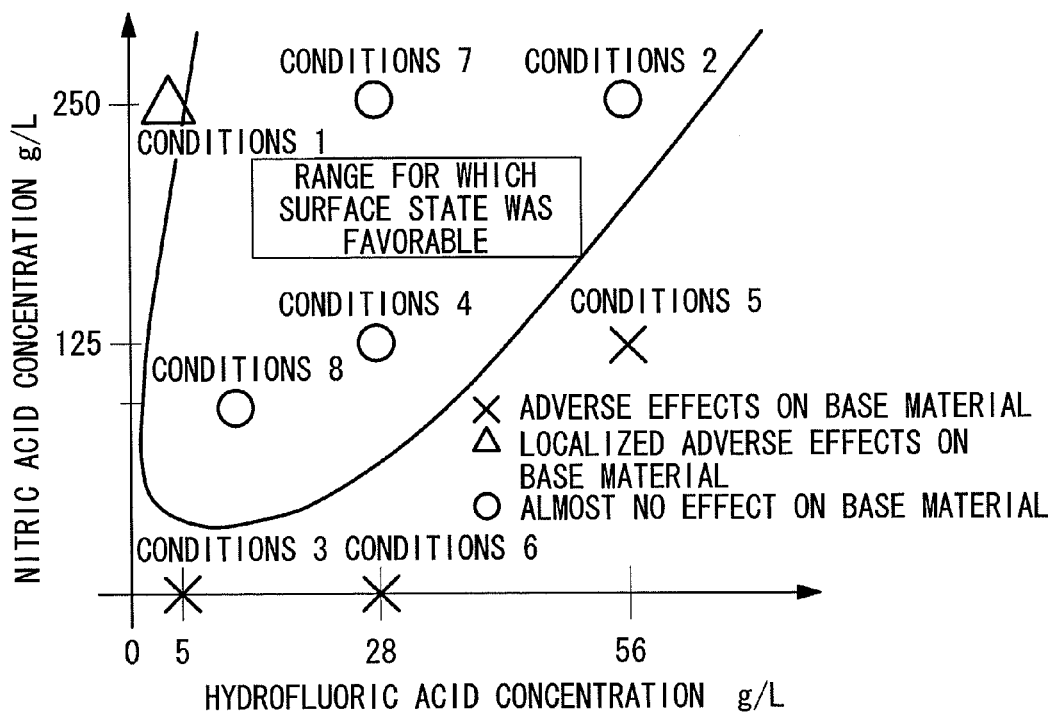 CONDITIONS 7
CONDITIONS 2
250
CONDITIONS 1
RANGE FOR WHICH
SURFACE STATE WAS
FAVORABLE
CONDITIONS 4
CONDITIONS 5
125
CONDITIONS 8
× ADVERSE EFFECTS ON BASE MATERIAL
△ LOCALIZED ADVERSE EFFECTS ON
BASE MATERIAL
○ ALMOST NO EFFECT ON BASE MATERIAL
CONDITIONS 3
CONDITIONS 6
0 5 28 56
HYDROFLUORIC ACID CONCENTRATION g/L
NITRIC ACID CONCENTRATION g/L